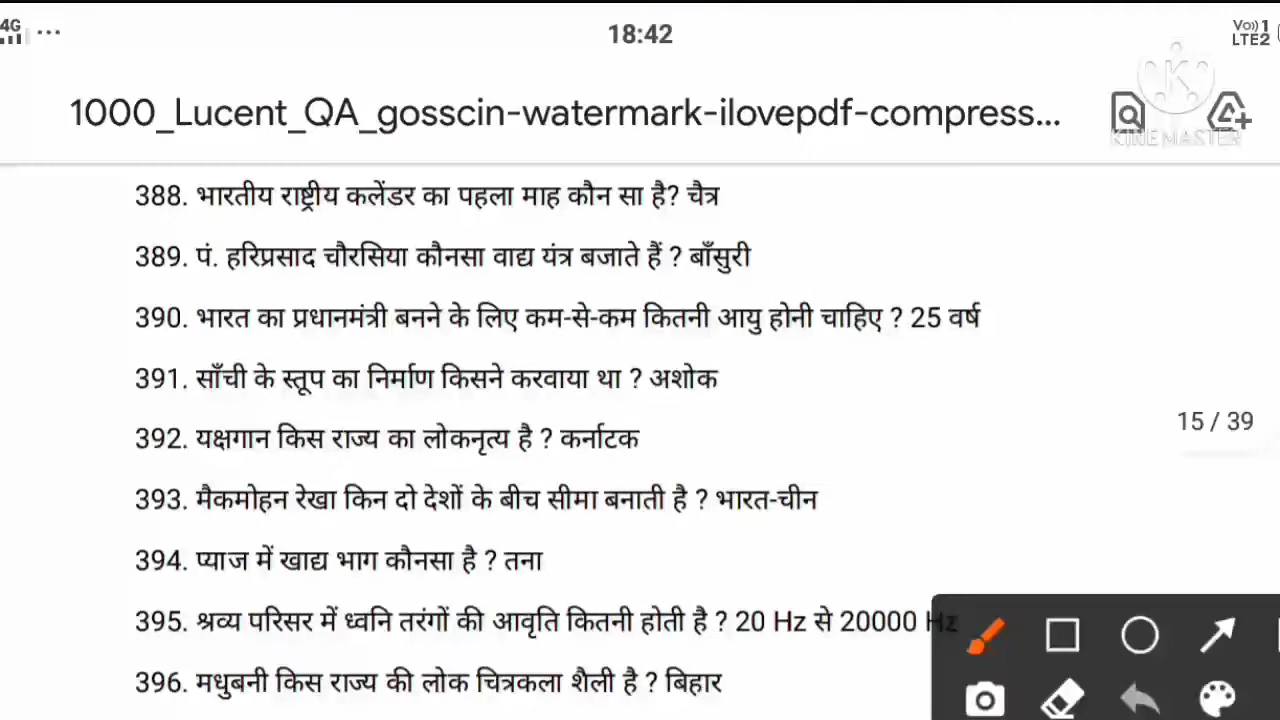 4G
18:42
Vo)) 1
LTE2
1000_Lucent_QA_gosscin-watermark-ilovepdf-compress...
KINEMASTER
388. भारतीय राष्ट्रीय कलेंडर का पहला माह कौन सा है? चैत्र
389. पं. हरिप्रसाद चौरसिया कौनसा वाद्य यंत्र बजाते हैं ? बाँसुरी
390. भारत का प्रधानमंत्री बनने के लिए कम-से-कम कितनी आयु होनी चाहिए ? 25 वर्ष
391. साँची के स्तूप का निर्माण किसने करवाया था ? अशोक
15 / 39
392. यक्षगान किस राज्य का लोकनृत्य है ? कर्नाटक
393. मैकमोहन रेखा किन दो देशों के बीच सीमा बनाती है ? भारत-चीन
394. प्याज में खाद्य भाग कौनसा है ? तना
395. श्रव्य परिसर में ध्वनि तरंगों की आवृति कितनी होती है ? 20 Hz से 20000 Hz
396. मधुबनी किस राज्य की लोक चित्रकला शैली है ? बिहार